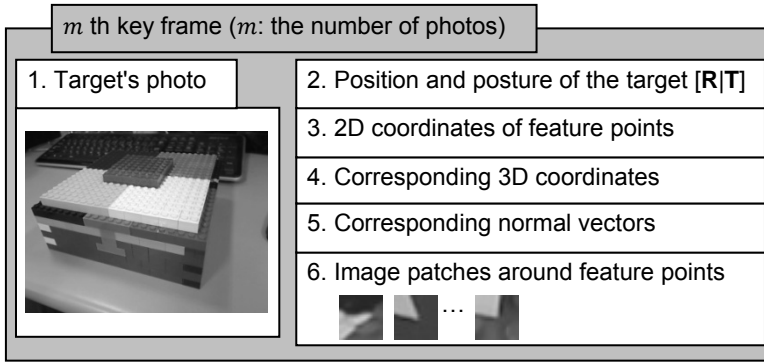 m th key frame (m: the number of photos)
1. Target's photo
2. Position and posture of the target [R|T]
3. 2D coordinates of feature points
4. Corresponding 3D coordinates
5. Corresponding normal vectors
6. Image patches around feature points
...